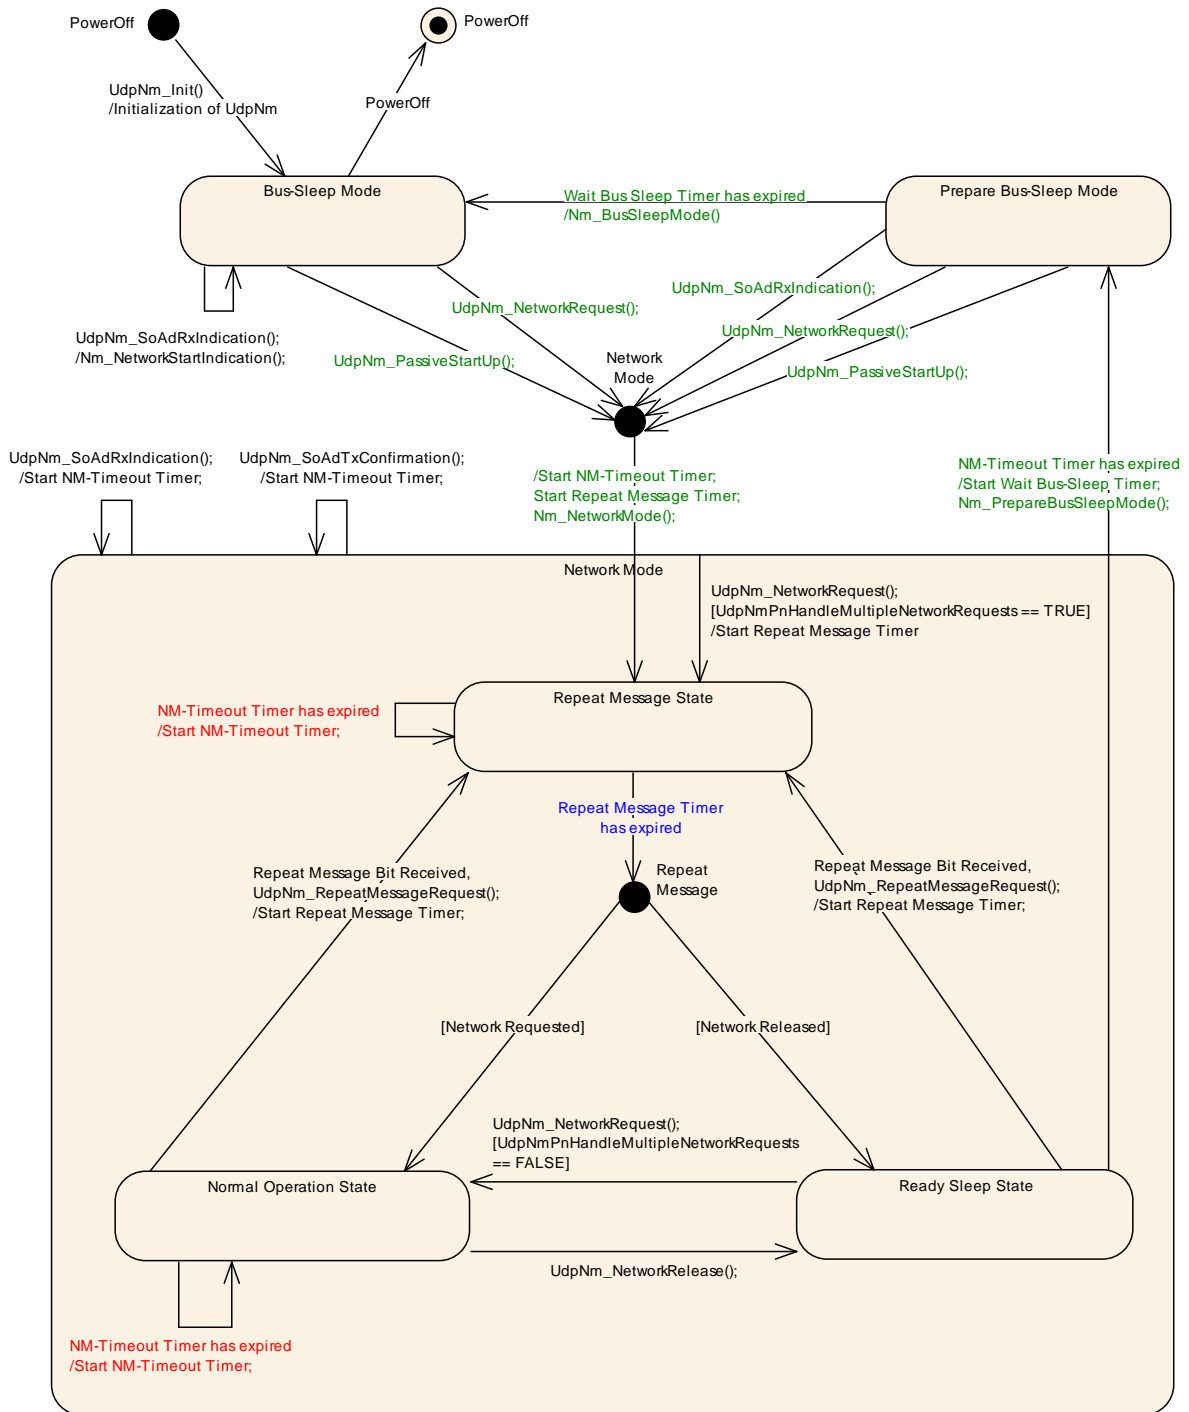 PowerOff
PowerOff
UdpNm_Init()
/Initialization of UdpNm
PowerOff
Bus-Sleep Mode
Prepare Bus-Sleep Mode
Wait Bus Sleep Timer has expired
/Nm_BusSleepMode()
UdpNm_SoAdRxIndication();
UdpNm_NetworkRequest();
UdpNm_NetworkRequest();
UdpNm_SoAdRxIndication();
/Nm_NetworkStartIndication();
UdpNm_PassiveStartUp();
Network
Mode
UdpNm_PassiveStartUp();
UdpNm_SoAdRxIndication();
/Start NM-Timeout Timer;
UdpNm_SoAdTxConfirmation();
/Start NM-Timeout Timer;
/Start NM-Timeout Timer;
Start Repeat Message Timer;
Nm_NetworkMode();
NM-Timeout Timer has expired
/Start Wait Bus-Sleep Timer;
Nm_PrepareBusSleepMode();
Network Mode
UdpNm_NetworkRequest();
[UdpNmPnHandleMultipleNetworkRequests == TRUE]
/Start Repeat Message Timer
Repeat Message State
NM-Timeout Timer has expired
/Start NM-Timeout Timer;
Repeat Message Timer
has expired
Repeat Message Bit Received,
UdpNm_RepeatMessageRequest();
/Start Repeat Message Timer;
Repeat
Message
Repeat Message Bit Received,
UdpNm_RepeatMessageRequest();
/Start Repeat Message Timer;
[Network Requested]
[Network Released]
UdpNm_NetworkRequest();
[UdpNmPnHandleMultipleNetworkRequests
== FALSE]
Normal Operation State
Ready Sleep State
UdpNm_NetworkRelease();
NM-Timeout Timer has expired
/Start NM-Timeout Timer;